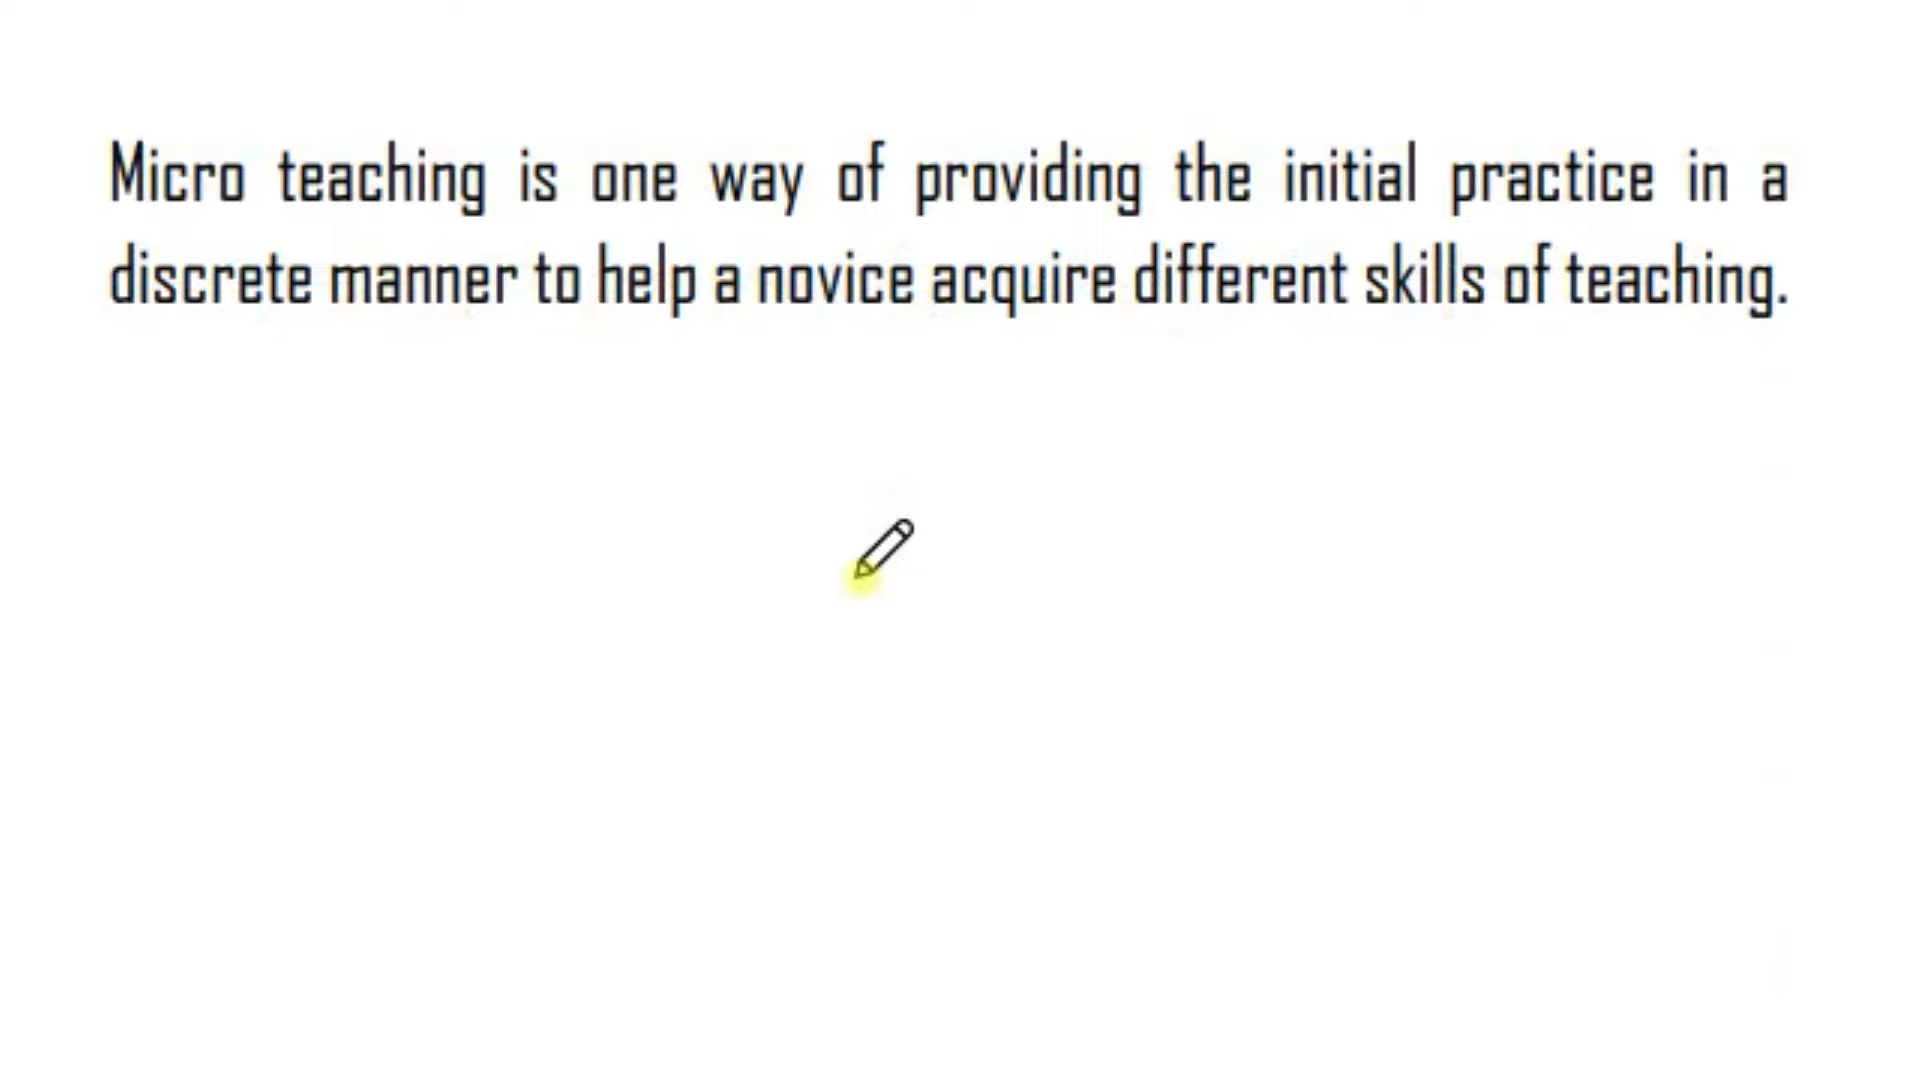 Micro teaching is one way of providing the initial practice in a
discrete manner to help a novice acquire different skills of teaching.